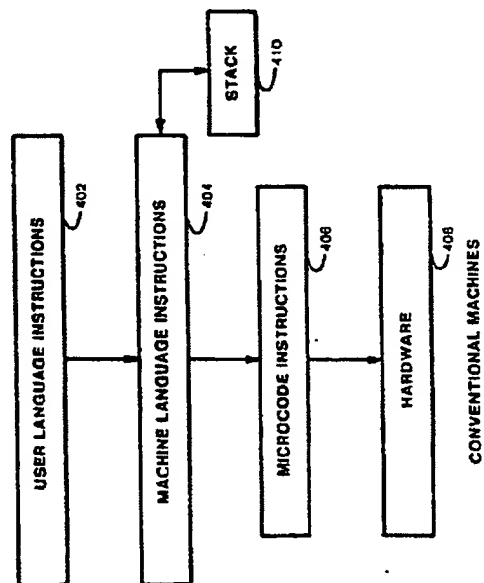 USER LANGUAGE INSTRUCTIONS
402
MACHINE LANGUAGE INSTRUCTIONS
404
STACK
410
MICROCODE INSTRUCTIONS
406
HARDWARE
408
CONVENTIONAL MACHINES